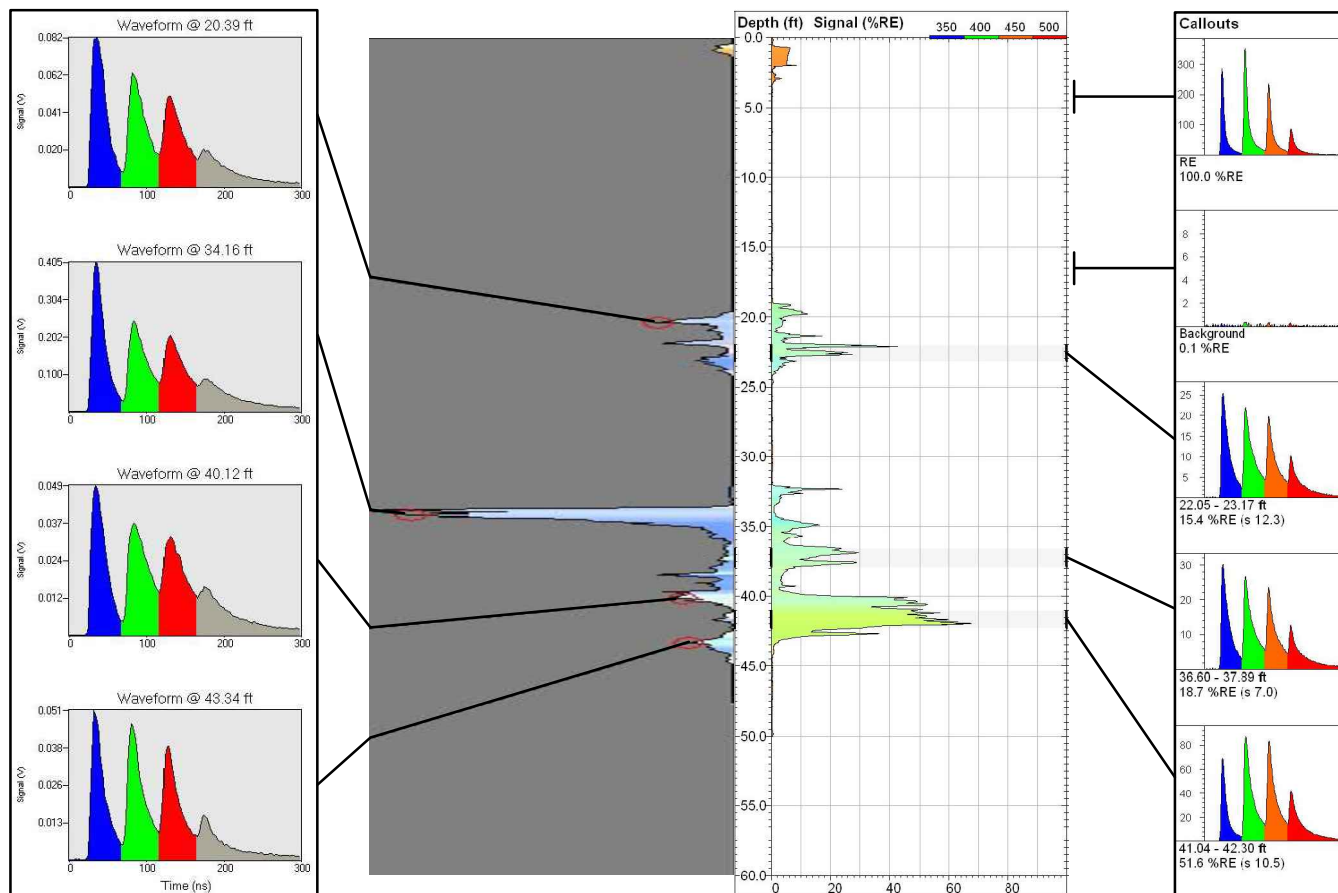 Waveform @ 20.39 ft
0.082
0.062
0.041
0.020
Signal (V)
0 100 200 300
Waveform @ 34.16 ft
0.405
0.304
0.202
0.100
Signal (V)
0 100 200 300
Waveform @ 40.12 ft
0.049
0.037
0.024
0.012
Signal (V)
0 100 200 300
Waveform @ 43.34 ft
0.051
0.038
0.026
0.013
Signal (V)
0 100 200 300
Time (ns)
Depth (ft) Signal (%RE) 350 400 450 500
0.0
5.0
10.0
15.0
20.0
25.0
30.0
35.0
40.0
45.0
50.0
55.0
60.0
0 20 40 60 80
Callouts
300
200
100
RE
100.0 %RE
8
6
4
2
Background
0.1 %RE
25
20
15
10
5
22.05 - 23.17 ft
15.4 %RE (s 12.3)
30
20
10
36.60 - 37.89 ft
18.7 %RE (s 7.0)
80
60
40
20
41.04 - 42.30 ft
51.6 %RE (s 10.5)